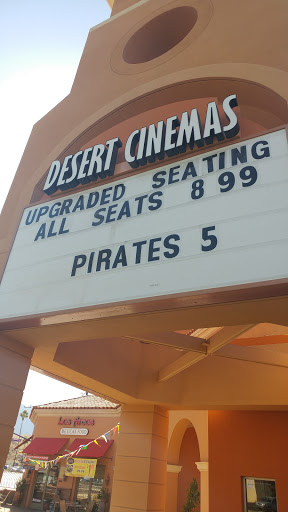 DESERT CINEMAS
UPGRADED SEATING
ALL SEATS 8 99
PIRATES 5